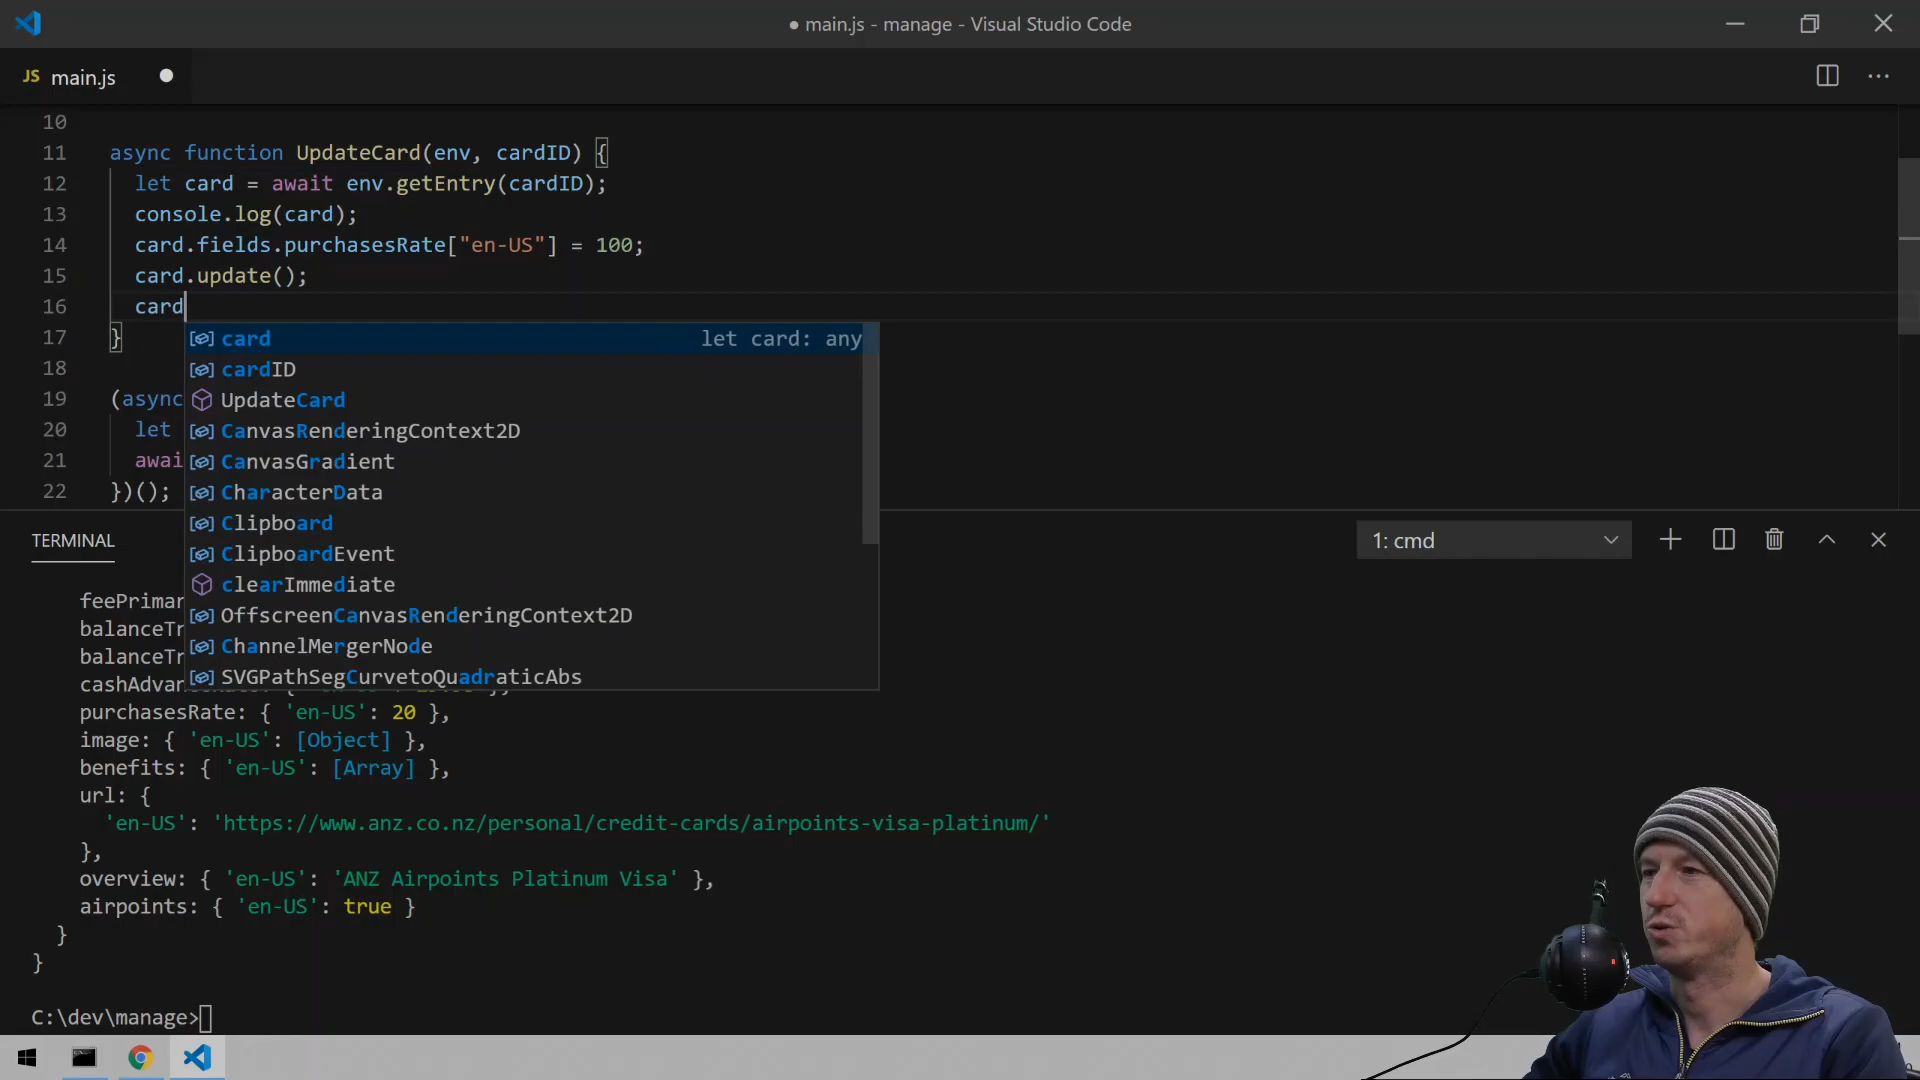 ● main.js - manage - Visual Studio Code
JS main.js ●
10
11 async function UpdateCard(env, cardID) {
12 let card = await env.getEntry(cardID);
13 console.log(card);
14 card.fields.purchasesRate["en-US"] = 100;
15 card.update();
16 card
17 }
18
19 (async
20 let
21 awai
22 })();
card let card: any
cardID
UpdateCard
CanvasRenderingContext2D
CanvasGradient
CharacterData
Clipboard
ClipboardEvent
clearImmediate
OffscreenCanvasRenderingContext2D
ChannelMergerNode
SVGPathSegCurvetoQuadraticAbs
TERMINAL
1: cmd
feePrimar
balanceTr
balanceTr
purchasesRate: { 'en-US': 20 },
image: { 'en-US': [Object] },
benefits: { 'en-US': [Array] },
url: {
'en-US': 'https://www.anz.co.nz/personal/credit-cards/airpoints-visa-platinum/'
},
overview: { 'en-US': 'ANZ Airpoints Platinum Visa' },
airpoints: { 'en-US': true }
}
}
C:\dev\manage>